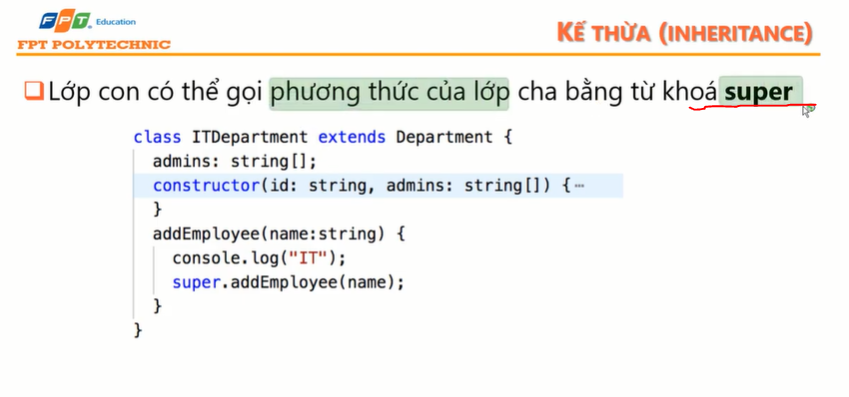 FPT Education
FPT POLYTECHNIC
KẾ THỪA (INHERITANCE)
Lớp con có thể gọi phương thức của lớp cha bằng từ khoá super
class ITDepartment extends Department {
admins: string[];
constructor(id: string, admins: string[]) {⋯
}
addEmployee(name:string) {
console.log("IT");
super.addEmployee(name);
}
}